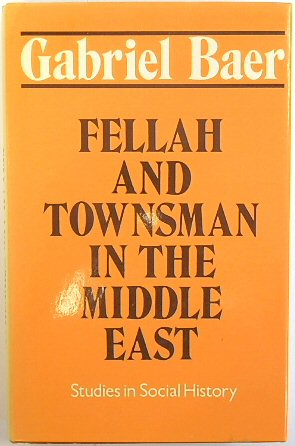 Gabriel Baer
FELLAH
AND
TOWNSMAN
IN THE
MIDDLE
EAST
Studies in Social History